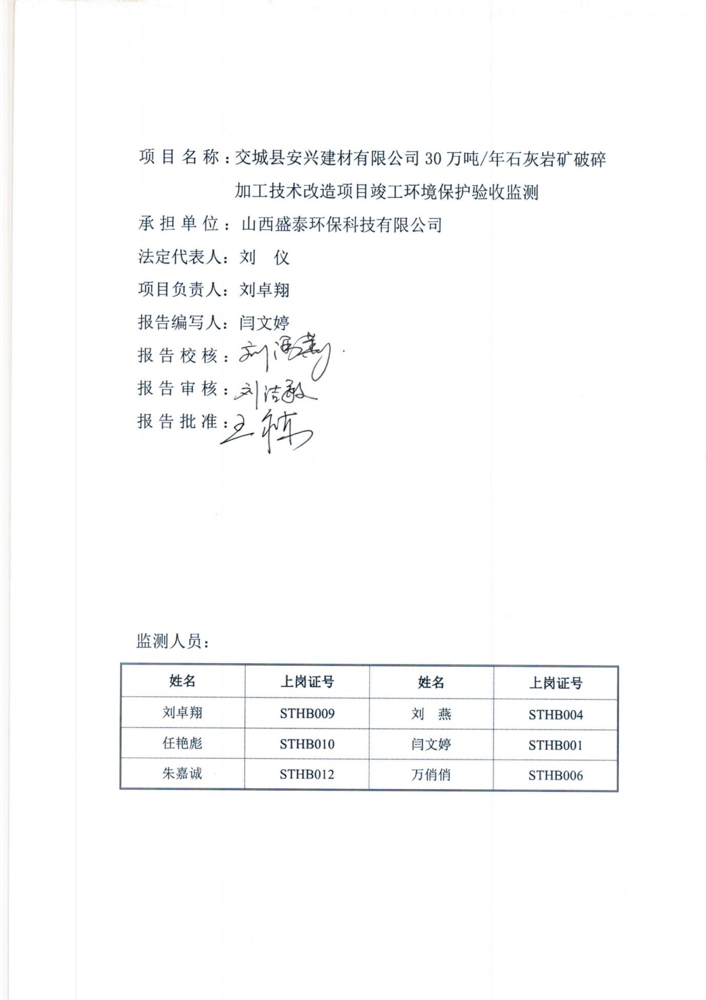 项目名称：交城县安兴建材有限公司30万吨/年石灰岩矿破碎
加工技术改造项目竣工环境保护验收监测
承担单位：山西盛泰环保科技有限公司
法定代表人：刘 仪
项目负责人：刘卓翔
报告编写人：闫文婷
报告校核：刘
报告审核：刘洁敏
报告批准：王栋
监测人员：
姓名 上岗证号 姓名 上岗证号
刘卓翔 STHB009 刘 燕 STHB004
任艳彪 STHB010 闫文婷 STHB001
朱嘉诚 STHB012 万俏俏 STHB006